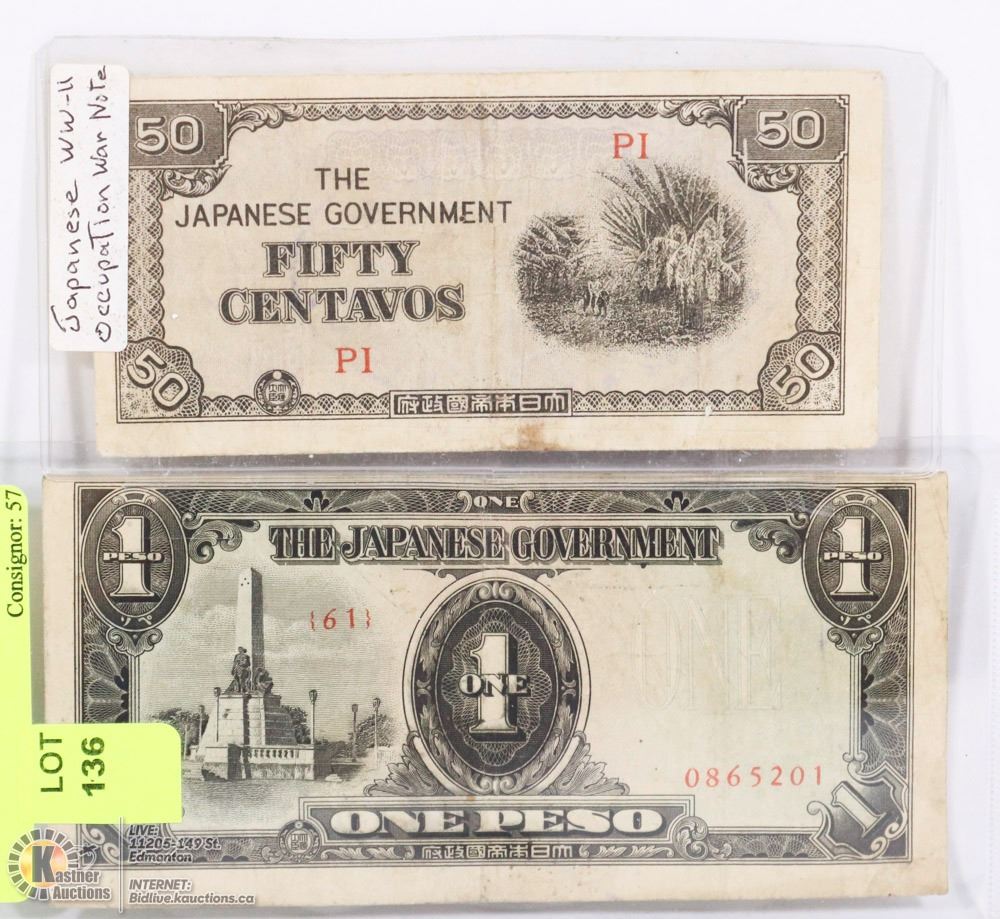 Japanese WW-II
Occupation War Note
50
50
PI
THE
JAPANESE GOVERNMENT
FIFTY
CENTAVOS
PI
50
50
府政國帝本日大
Consignor: 57
LOT
136
ONE
1
PESO
1
PESO
THE JAPANESE GOVERNMENT
{61}
1
ONE
ONE
0865201
ONE PESO
1
府政國帝本日大
Kastner
Auctions
LIVE:
11205-149 St.
Edmonton
INTERNET:
Bidlive.kauctions.ca